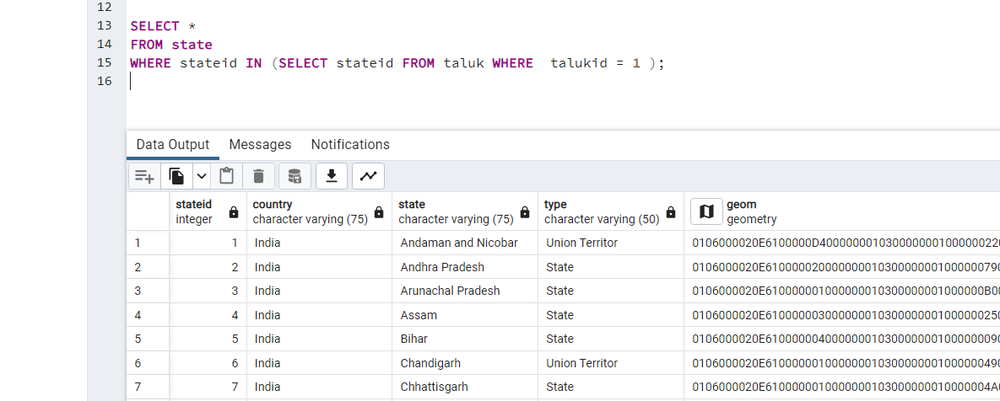 12
13 SELECT *
14 FROM state
15 WHERE stateid IN (SELECT stateid FROM taluk WHERE  talukid = 1 );
16
Data Output Messages Notifications
stateid country state type geom
integer character varying (75) character varying (75) character varying (50) geometry
1 1 India Andaman and Nicobar Union Territor 0106000020E6100000D4000000010300000001000000220
2 2 India Andhra Pradesh State 0106000020E610000020000000010300000001000000790
3 3 India Arunachal Pradesh State 0106000020E610000001000000010300000001000000B00
4 4 India Assam State 0106000020E610000003000000010300000001000000250
5 5 India Bihar State 0106000020E610000004000000010300000001000000090
6 6 India Chandigarh Union Territor 0106000020E610000001000000010300000001000000490
7 7 India Chhattisgarh State 0106000020E6100000010000000103000000010000004A0